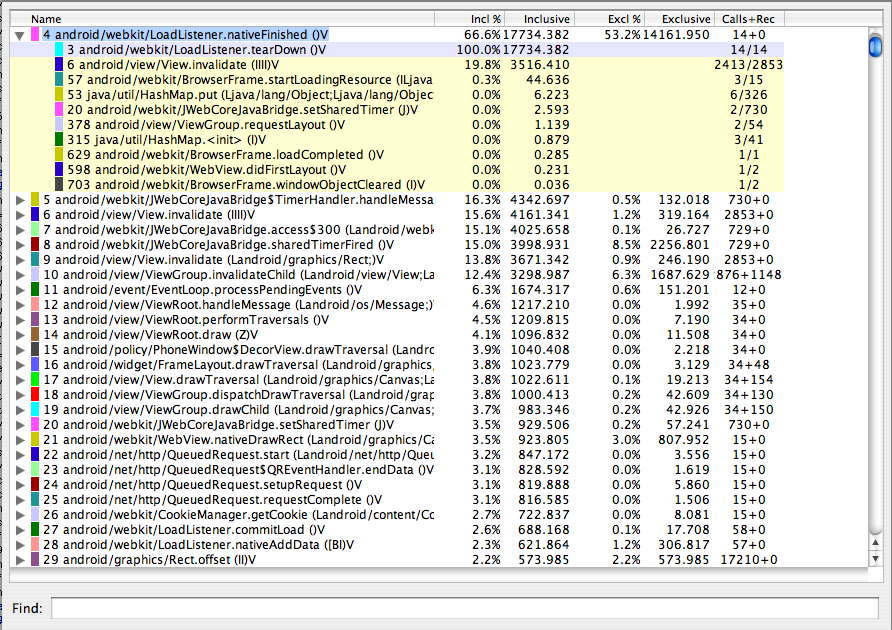 Name Incl % Inclusive Excl % Exclusive Calls+Rec
4 android/webkit/LoadListener.nativeFinished ()V 66.6% 17734.382 53.2% 14161.950 14+0
3 android/webkit/LoadListener.tearDown ()V 100.0% 17734.382 14/14
6 android/view/View.invalidate (IIII)V 19.8% 3516.410 2413/2853
57 android/webkit/BrowserFrame.startLoadingResource (ILjava 0.3% 44.636 3/15
53 java/util/HashMap.put (Ljava/lang/Object;Ljava/lang/Objec 0.0% 6.223 6/326
20 android/webkit/JWebCoreJavaBridge.setSharedTimer (J)V 0.0% 2.593 2/730
378 android/view/ViewGroup.requestLayout ()V 0.0% 1.139 2/54
315 java/util/HashMap.<init> (I)V 0.0% 0.879 3/41
629 android/webkit/BrowserFrame.loadCompleted ()V 0.0% 0.285 1/1
598 android/webkit/WebView.didFirstLayout ()V 0.0% 0.231 1/2
703 android/webkit/BrowserFrame.windowObjectCleared (I)V 0.0% 0.036 1/2
5 android/webkit/JWebCoreJavaBridge$TimerHandler.handleMessa 16.3% 4342.697 0.5% 132.018 730+0
6 android/view/View.invalidate (IIII)V 15.6% 4161.341 1.2% 319.164 2853+0
7 android/webkit/JWebCoreJavaBridge.access$300 (Landroid/webk 15.1% 4025.658 0.1% 26.727 729+0
8 android/webkit/JWebCoreJavaBridge.sharedTimerFired ()V 15.0% 3998.931 8.5% 2256.801 729+0
9 android/view/View.invalidate (Landroid/graphics/Rect;)V 13.8% 3671.342 0.9% 246.190 2853+0
10 android/view/ViewGroup.invalidateChild (Landroid/view/View;La 12.4% 3298.987 6.3% 1687.629 876+1148
11 android/event/EventLoop.processPendingEvents ()V 6.3% 1674.317 0.6% 151.201 12+0
12 android/view/ViewRoot.handleMessage (Landroid/os/Message;) 4.6% 1217.210 0.0% 1.992 35+0
13 android/view/ViewRoot.performTraversals ()V 4.5% 1209.815 0.0% 7.190 34+0
14 android/view/ViewRoot.draw (Z)V 4.1% 1096.832 0.0% 11.508 34+0
15 android/policy/PhoneWindow$DecorView.drawTraversal (Landrc 3.9% 1040.408 0.0% 2.218 34+0
16 android/widget/FrameLayout.drawTraversal (Landroid/graphics, 3.8% 1023.779 0.0% 3.129 34+48
17 android/view/View.drawTraversal (Landroid/graphics/Canvas;La 3.8% 1022.611 0.1% 19.213 34+154
18 android/view/ViewGroup.dispatchDrawTraversal (Landroid/grap 3.8% 1000.413 0.2% 42.609 34+130
19 android/view/ViewGroup.drawChild (Landroid/graphics/Canvas; 3.7% 983.346 0.2% 42.926 34+150
20 android/webkit/JWebCoreJavaBridge.setSharedTimer (J)V 3.5% 929.506 0.2% 57.241 730+0
21 android/webkit/WebView.nativeDrawRect (Landroid/graphics/Ca 3.5% 923.805 3.0% 807.952 15+0
22 android/net/http/QueuedRequest.start (Landroid/net/http/Queu 3.2% 847.172 0.0% 3.556 15+0
23 android/net/http/QueuedRequest$QREventHandler.endData ()V 3.1% 828.592 0.0% 1.619 15+0
24 android/net/http/QueuedRequest.setupRequest ()V 3.1% 819.888 0.0% 5.860 15+0
25 android/net/http/QueuedRequest.requestComplete ()V 3.1% 816.585 0.0% 1.506 15+0
26 android/webkit/CookieManager.getCookie (Landroid/content/Cc 2.7% 722.837 0.0% 8.081 15+0
27 android/webkit/LoadListener.commitLoad ()V 2.6% 688.168 0.1% 17.708 58+0
28 android/webkit/LoadListener.nativeAddData ([BI)V 2.3% 621.864 1.2% 306.817 57+0
29 android/graphics/Rect.offset (II)V 2.2% 573.985 2.2% 573.985 17210+0
Find: